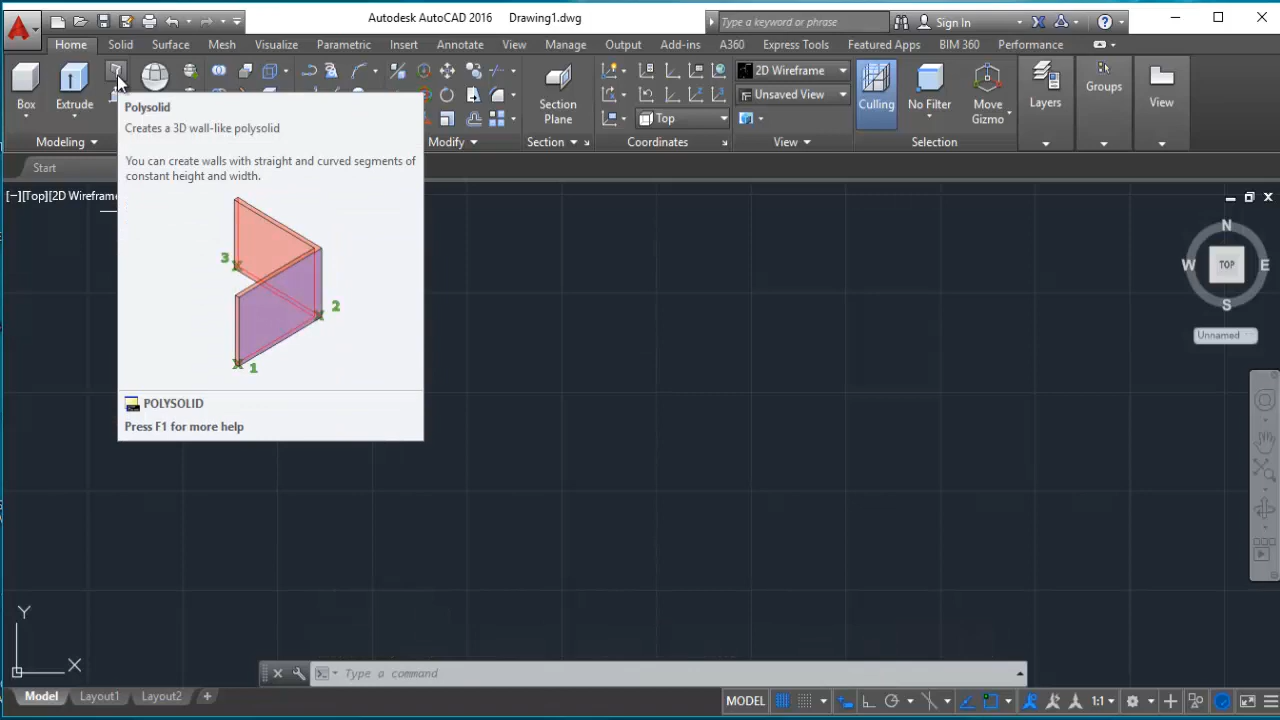 Autodesk AutoCAD 2016 Drawing1.dwg
Type a keyword or phrase
Sign In
Home Solid Surface Mesh Visualize Parametric Insert Annotate View Manage Output Add-ins A360 Express Tools Featured Apps BIM 360 Performance
Box
Extrude
Section
Plane
Top
2D Wireframe
Unsaved View
Culling
No Filter
Move
Gizmo
Layers
Groups
View
Modeling
Modify
Section
Coordinates
View
Selection
Start
[−][Top][2D Wirefram
Polysolid
Creates a 3D wall-like polysolid
You can create walls with straight and curved segments of
constant height and width.
3
2
1
POLYSOLID
Press F1 for more help
N
W
TOP
E
S
Unnamed
Y
X
Type a command
Model Layout1 Layout2
MODEL
1:1